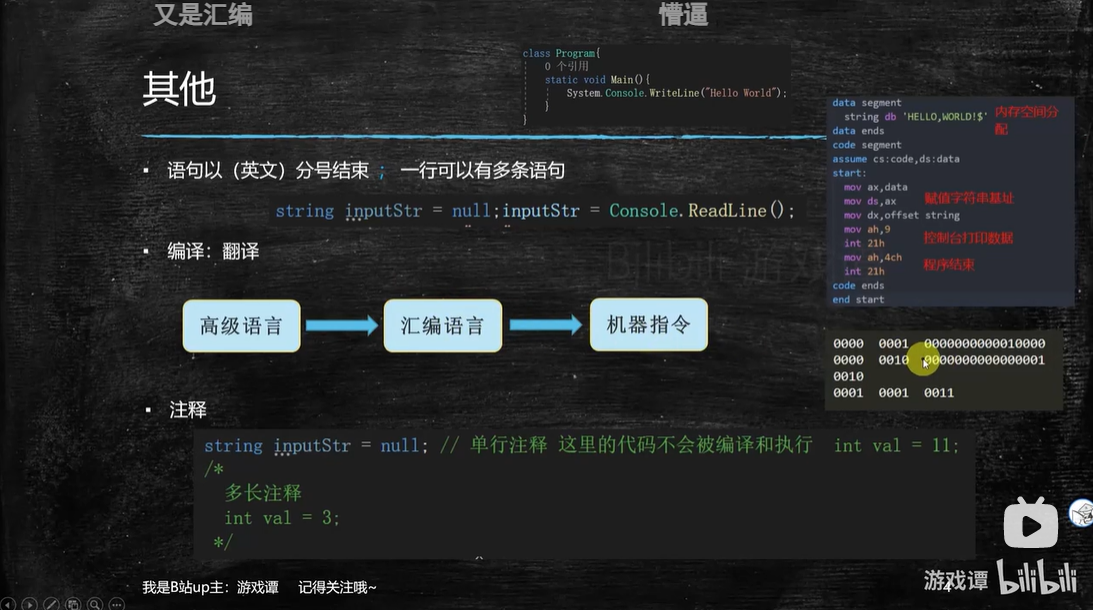 又是汇编
懵逼
其他
class Program{
0 个引用
static void Main(){
System.Console.WriteLine("Hello World");
}
}
语句以（英文）分号结束 ； 一行可以有多条语句
string inputStr = null;inputStr = Console.ReadLine();
编译：翻译
高级语言
汇编语言
机器指令
data segment
string db 'HELLO,WORLD!$'
data ends
code segment
assume cs:code,ds:data
start:
mov ax,data
mov ds,ax
mov dx,offset string
mov ah,9
int 21h
mov ah,4ch
int 21h
code ends
end start
内存空间分
配
赋值字符串基址
控制台打印数据
程序结束
0000 0001 0000000000010000
0000 0010 0000000000000001
0010
0001 0001 0011
注释
string inputStr = null; // 单行注释 这里的代码不会被编译和执行 int val = 11;
/*
多长注释
int val = 3;
*/
我是B站up主：游戏谭 记得关注哦~
游戏谭
4
bilibili